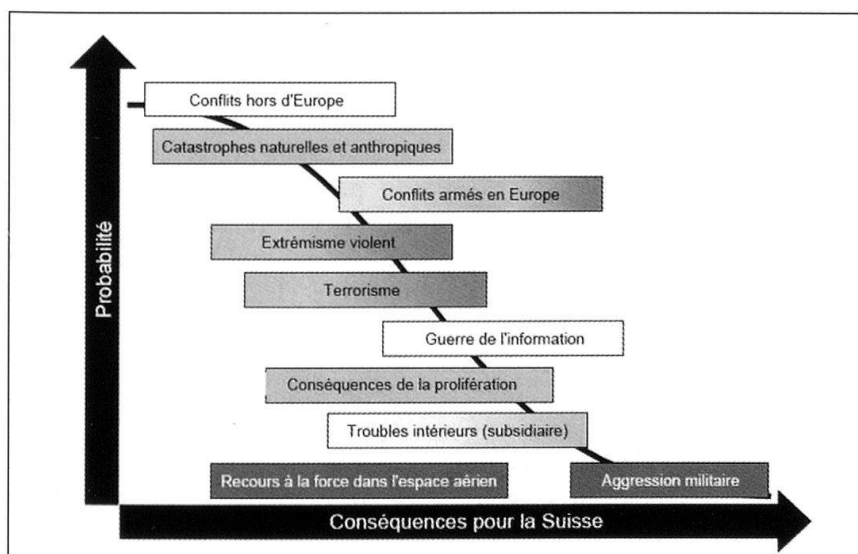 Probabilité
Conflits hors d'Europe
Catastrophes naturelles et anthropiques
Conflits armés en Europe
Extrémisme violent
Terrorisme
Guerre de l'information
Conséquences de la prolifération
Troubles intérieurs (subsidiaire)
Recours à la force dans l'espace aérien
Aggression militaire
Conséquences pour la Suisse